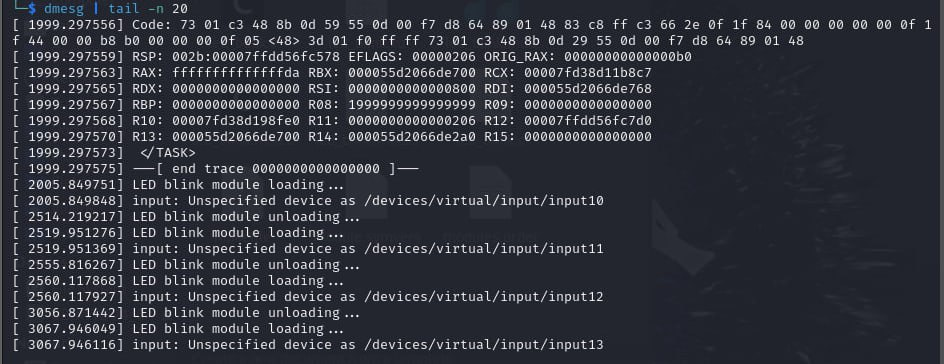 └─$ dmesg | tail -n 20
[ 1999.297556] Code: 73 01 c3 48 8b 0d 59 55 0d 00 f7 d8 64 89 01 48 83 c8 ff c3 66 2e 0f 1f 84 00 00 00 00 00 0f 1
f 44 00 00 b8 b0 00 00 00 0f 05 <48> 3d 01 f0 ff ff 73 01 c3 48 8b 0d 29 55 0d 00 f7 d8 64 89 01 48
[ 1999.297559] RSP: 002b:00007ffdd56fc578 EFLAGS: 00000206 ORIG_RAX: 00000000000000b0
[ 1999.297563] RAX: ffffffffffffffda RBX: 000055d2066de700 RCX: 00007fd38d11b8c7
[ 1999.297565] RDX: 0000000000000000 RSI: 0000000000000800 RDI: 000055d2066de768
[ 1999.297567] RBP: 0000000000000000 R08: 1999999999999999 R09: 0000000000000000
[ 1999.297568] R10: 00007fd38d198fe0 R11: 0000000000000206 R12: 00007ffdd56fc7d0
[ 1999.297570] R13: 000055d2066de700 R14: 000055d2066de2a0 R15: 0000000000000000
[ 1999.297573]  </TASK>
[ 1999.297575] ---[ end trace 0000000000000000 ]---
[ 2005.849751] LED blink module loading...
[ 2005.849848] input: Unspecified device as /devices/virtual/input/input10
[ 2514.219217] LED blink module unloading...
[ 2519.951276] LED blink module loading...
[ 2519.951369] input: Unspecified device as /devices/virtual/input/input11
[ 2555.816267] LED blink module unloading...
[ 2560.117868] LED blink module loading...
[ 2560.117927] input: Unspecified device as /devices/virtual/input/input12
[ 3056.871442] LED blink module unloading...
[ 3067.946049] LED blink module loading...
[ 3067.946116] input: Unspecified device as /devices/virtual/input/input13